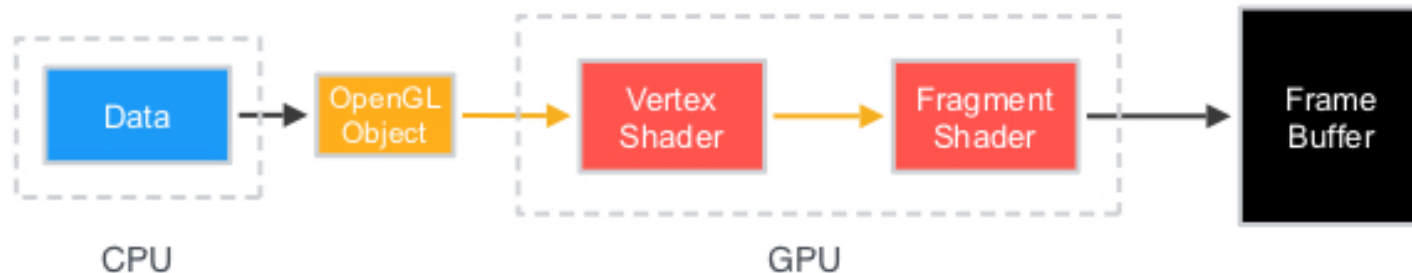 Data
OpenGL
Object
Vertex
Shader
Fragment
Shader
Frame
Buffer
CPU
GPU